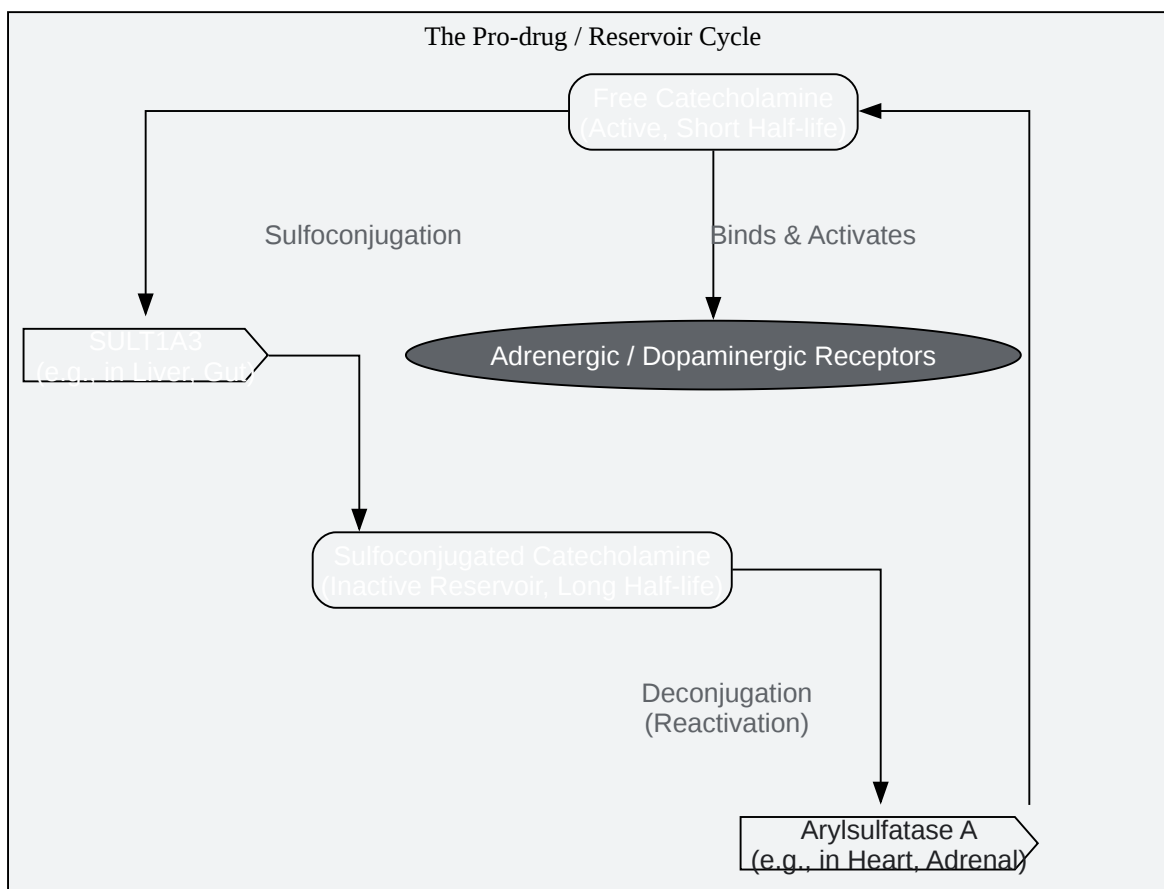 The Pro-drug / Reservoir Cycle
Free Catecholamine
(Active, Short Half-life)
Sulfoconjugation
Binds & Activates
SULT1A3
(e.g., in Liver, Gut)
Adrenergic / Dopaminergic Receptors
Sulfoconjugated Catecholamine
(Inactive Reservoir, Long Half-life)
Deconjugation
(Reactivation)
Arylsulfatase A
(e.g., in Heart, Adrenal)